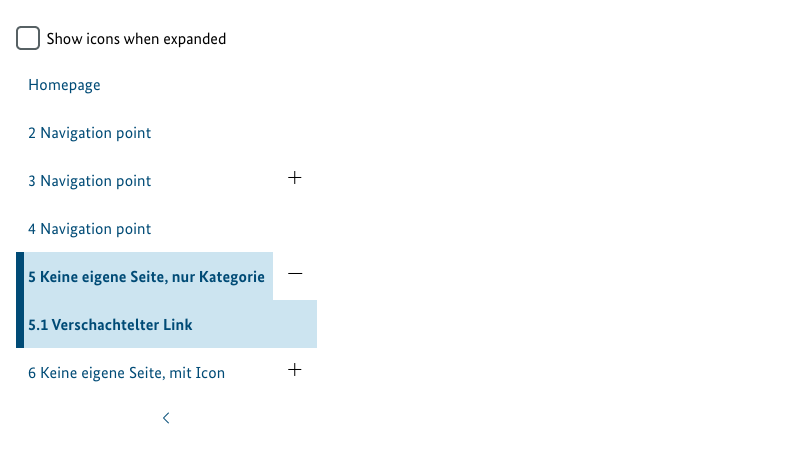 Show icons when expanded
Homepage
2 Navigation point
3 Navigation point
4 Navigation point
5 Keine eigene Seite, nur Kategorie
5.1 Verschachtelter Link
6 Keine eigene Seite, mit Icon